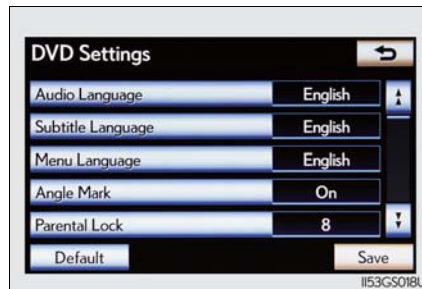 DVD Settings
Audio Language English
Subtitle Language English
Menu Language English
Angle Mark On
Parental Lock 8
Default Save
II53GS018U